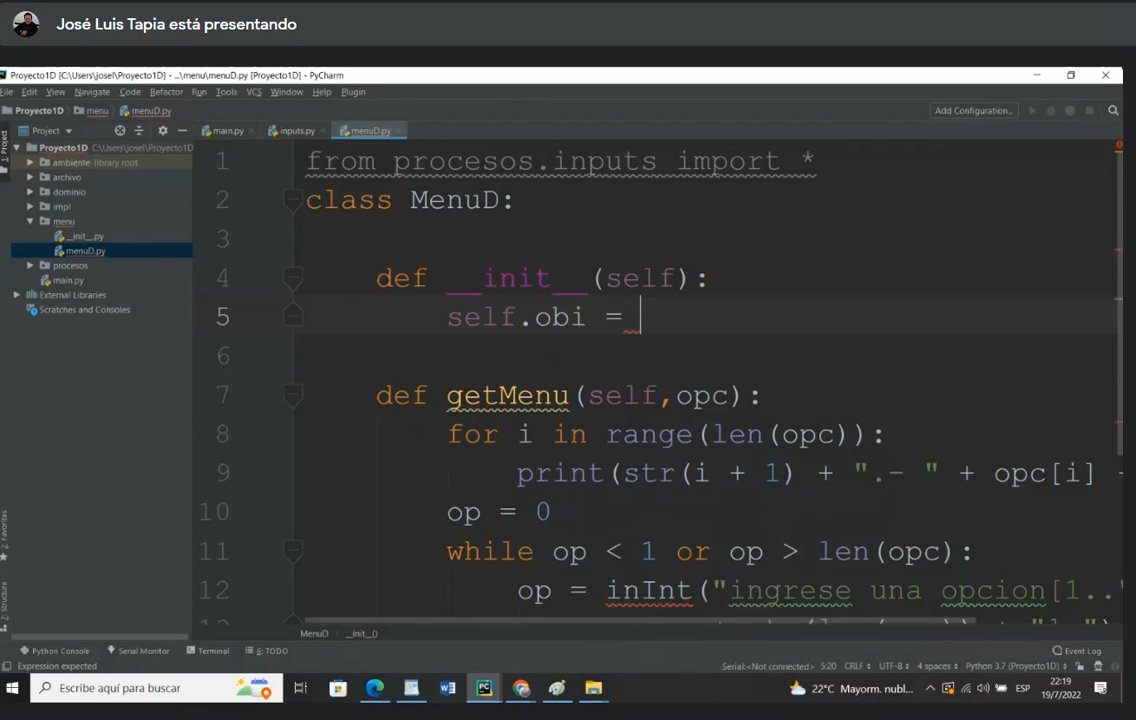 José Luis Tapia está presentando
Proyecto1D [C:\Users\josel\Proyecto1D] - ...\menu\menuD.py [Proyecto1D] - PyCharm
File Edit View Navigate Code Refactor Run Tools VCS Window Help Plugin
Proyecto1D menu menuD.py Add Configuration...
1: Project
Project
main.py inputs.py menuD.py
Proyecto1D C:\Users\josel\Proyecto1D
ambiente library root
archivo
dominio
impl
menu
__init__.py
menuD.py
procesos
main.py
External Libraries
Scratches and Consoles
1 from procesos.inputs import *
2 class MenuD:
3
4 def __init__(self):
5 self.obi =
6
7 def getMenu(self,opc):
8 for i in range(len(opc)):
9 print(str(i + 1) + ".- " + opc[i] +
10 op = 0
11 while op < 1 or op > len(opc):
12 op = inInt("ingrese una opcion[1.."
2: Favorites
7: Structure
MenuD __init__()
Python Console Serial Monitor Terminal 6: TODO Event Log
Expression expected Serial:<Not connected> 5:20 CRLF UTF-8 4 spaces Python 3.7 (Proyecto1D)
Escribe aquí para buscar 22°C Mayorm. nubl... ESP 22:19
19/7/2022